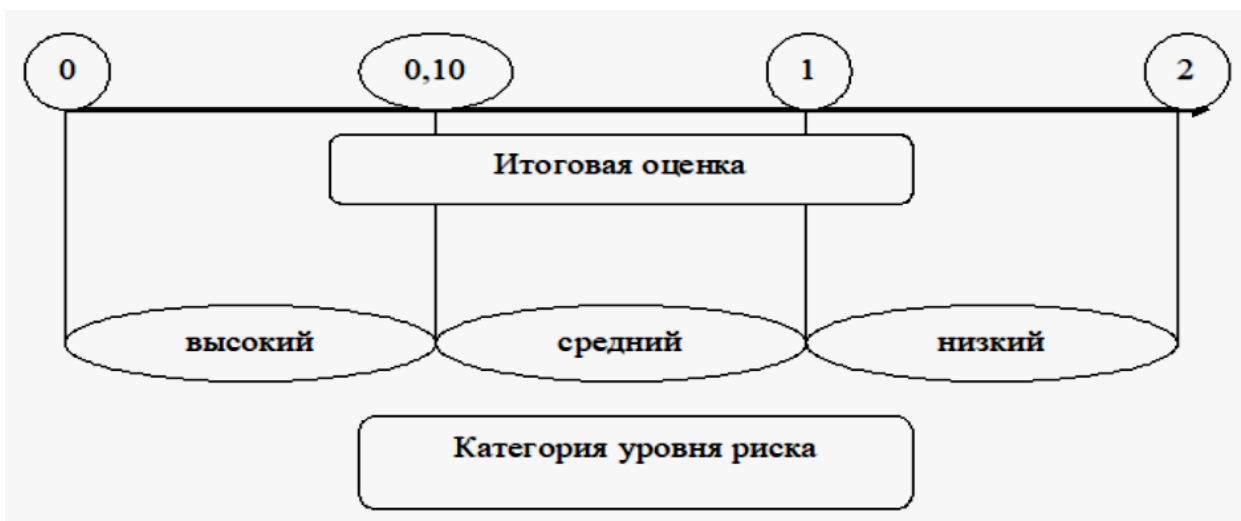 0
0,10
1
2
Итоговая оценка
высокий
средний
низкий
Категория уровня риска